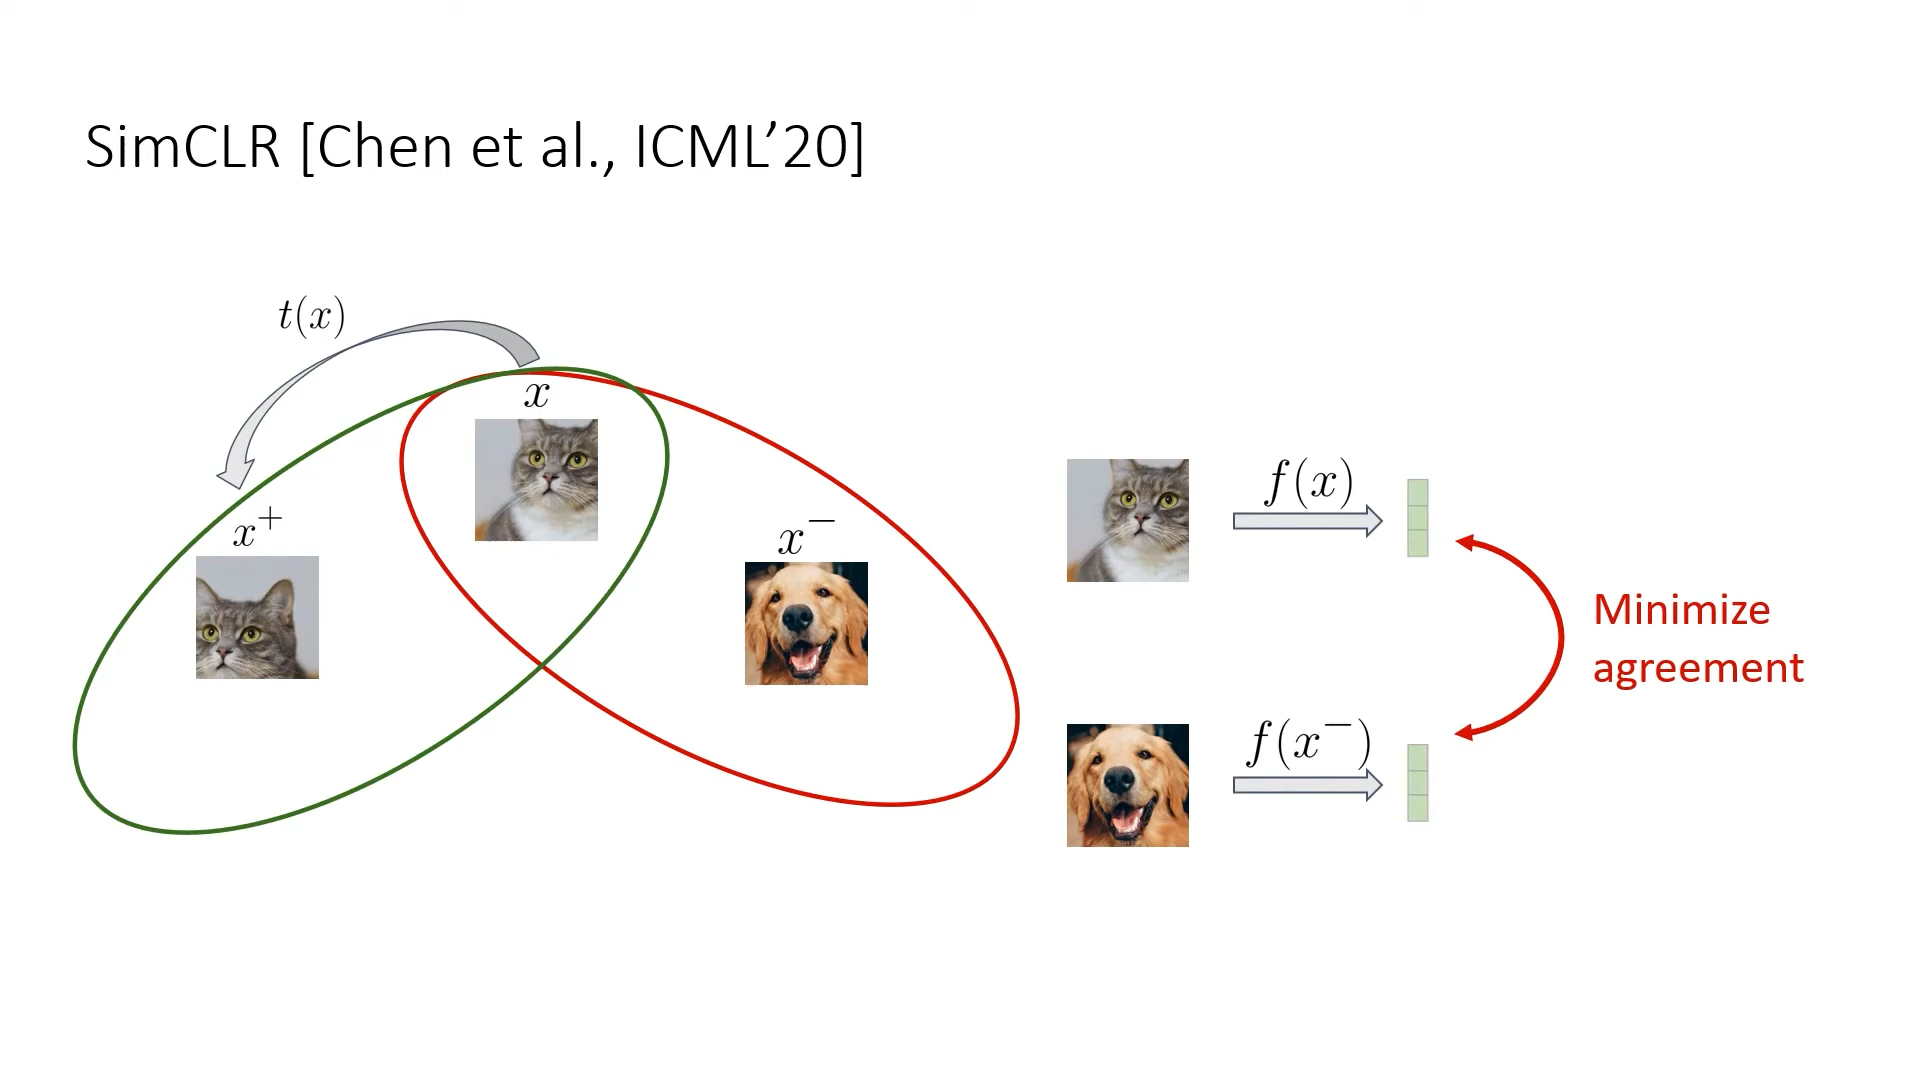 SimCLR [Chen et al., ICML’20]
t(x)
x
x⁺
x⁻
f(x)
Minimize
agreement
f(x⁻)